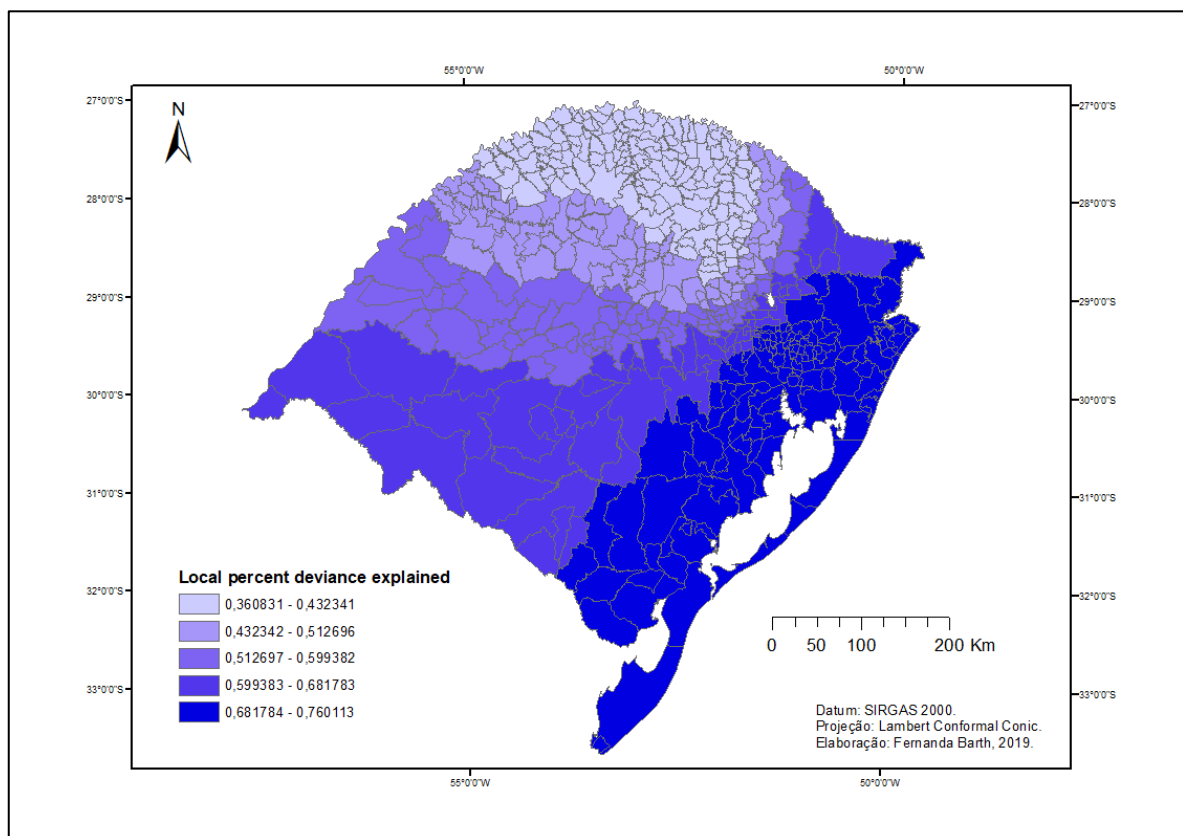 55°0'0"W 50°0'0"W
27°0'0"S 27°0'0"S
N
28°0'0"S 28°0'0"S
29°0'0"S 29°0'0"S
30°0'0"S 30°0'0"S
31°0'0"S 31°0'0"S
Local percent deviance explained
0,360831 - 0,432341
32°0'0"S 32°0'0"S
0,432342 - 0,512696
0,512697 - 0,599382
0 50 100 200 Km
0,599383 - 0,681783
33°0'0"S 33°0'0"S
0,681784 - 0,760113
Datum: SIRGAS 2000.
Projeção: Lambert Conformal Conic.
Elaboração: Fernanda Barth, 2019.
55°0'0"W 50°0'0"W